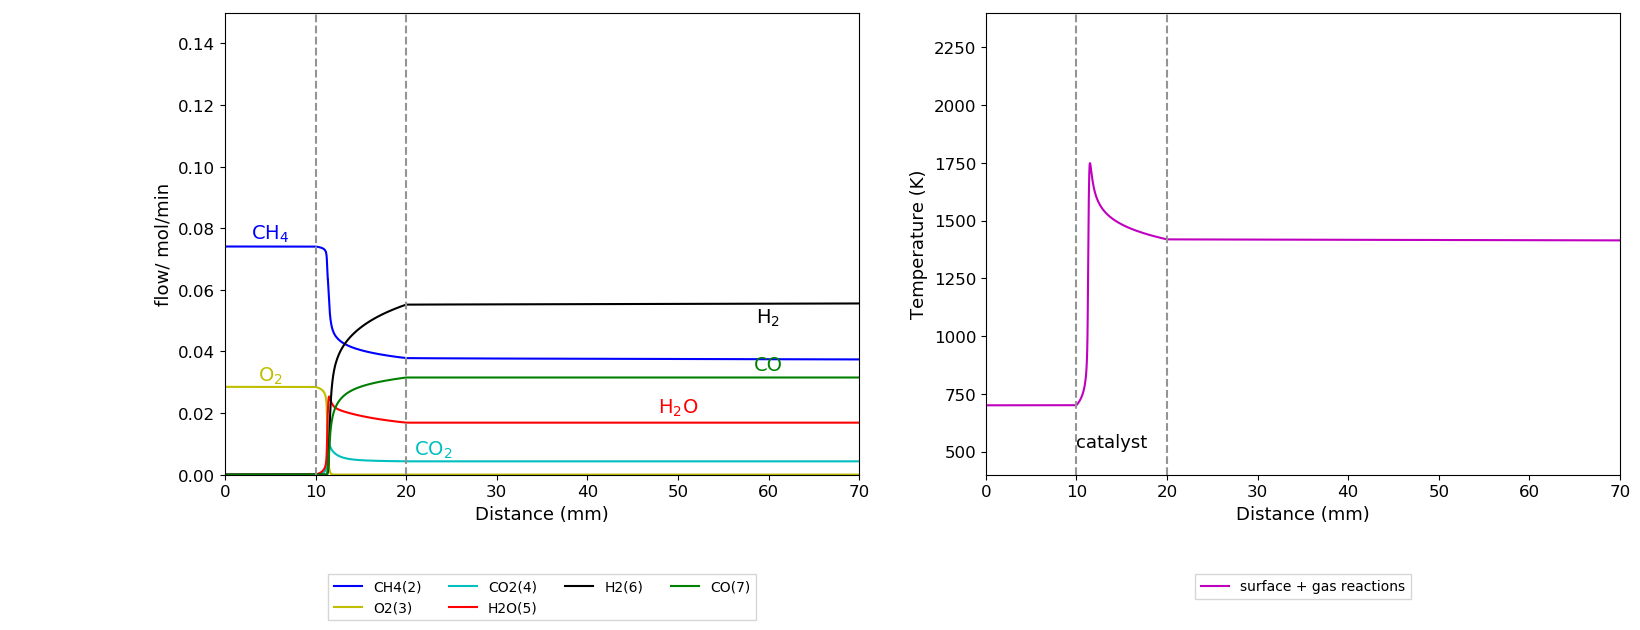 0.14
0.12
0.10
0.08
0.06
0.04
0.02
0.00
flow/ mol/min
CH₄
O₂
H₂
CO
H₂O
CO₂
0 10 20 30 40 50 60 70
Distance (mm)
CH4(2) CO2(4) H2(6) CO(7)
O2(3) H2O(5)
2250
2000
1750
1500
1250
1000
750
500
Temperature (K)
catalyst
0 10 20 30 40 50 60 70
Distance (mm)
surface + gas reactions